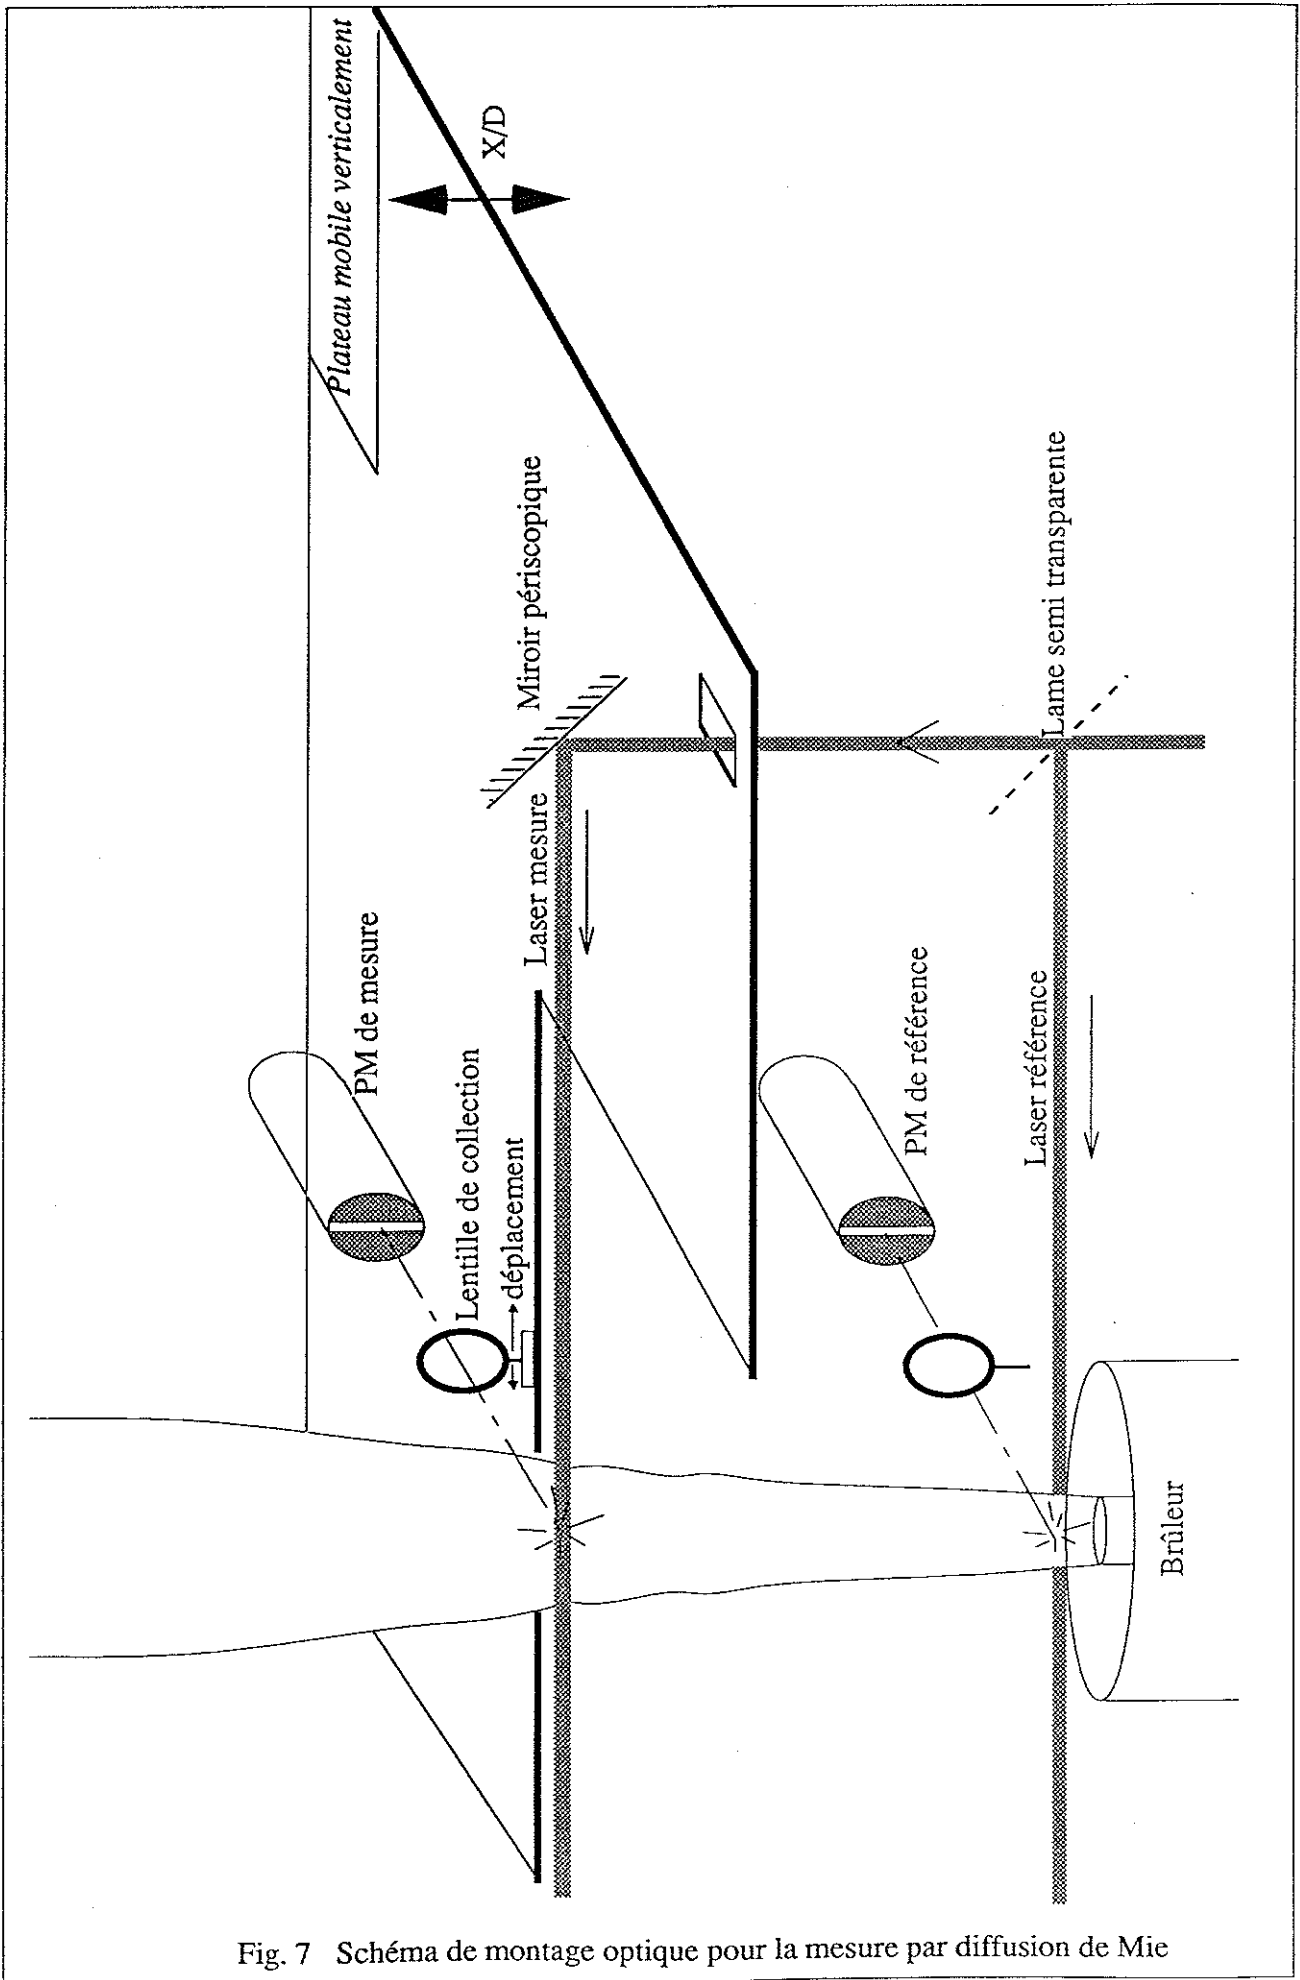 Plateau mobile verticalement
X/D
Miroir périscopique
Lame semi transparente
Laser mesure
PM de mesure
Lentille de collection
déplacement
PM de référence
Laser référence
Brûleur
Fig. 7 Schéma de montage optique pour la mesure par diffusion de Mie